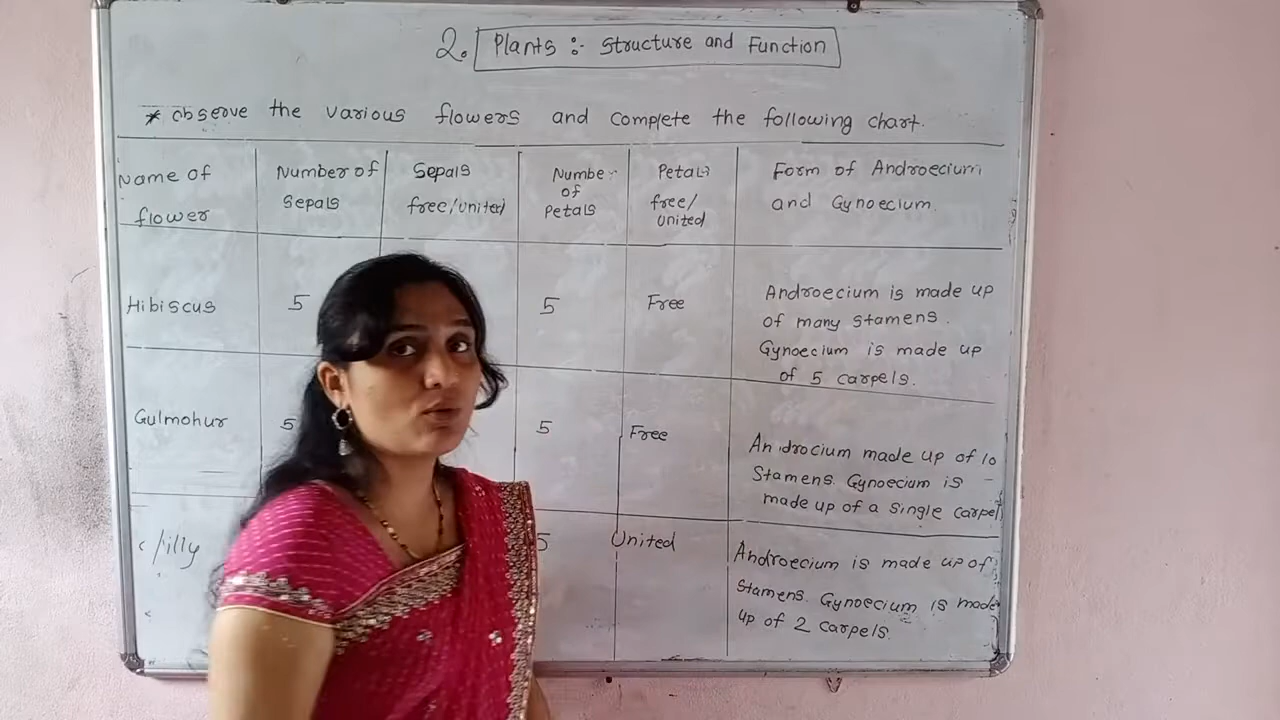 2. Plants :- Structure and Function
* Observe the various flowers and complete the following chart.
Name of flower
Number of Sepals
Sepals free/united
Number of Petals
Petals free/united
Form of Androecium and Gynoecium.
Hibiscus
5
5
Free
Androecium is made up
of many stamens.
Gynoecium is made up
of 5 carpels.
Gulmohur
5
5
Free
Androcium made up of 10
Stamens. Gynoecium is
made up of a single carpel
5
United
Androecium is made up of
Stamens. Gynoecium is made
up of 2 carpels.